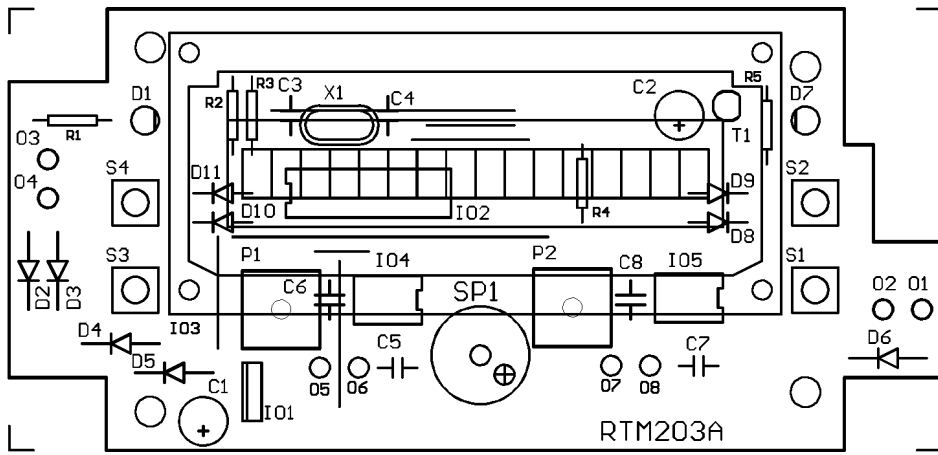 D1
R2
R3
C3
X1
C4
C2
R5
D7
R1
T1
O3
O4
S4
D11
D10
IO2
R4
D9
D8
S2
P1
C6
IO4
P2
C8
IO5
S3
S1
D2
D3
SP1
O2
O1
D4
IO3
D5
C5
C7
D6
C1
IO1
O5
O6
O7
O8
RTM203A